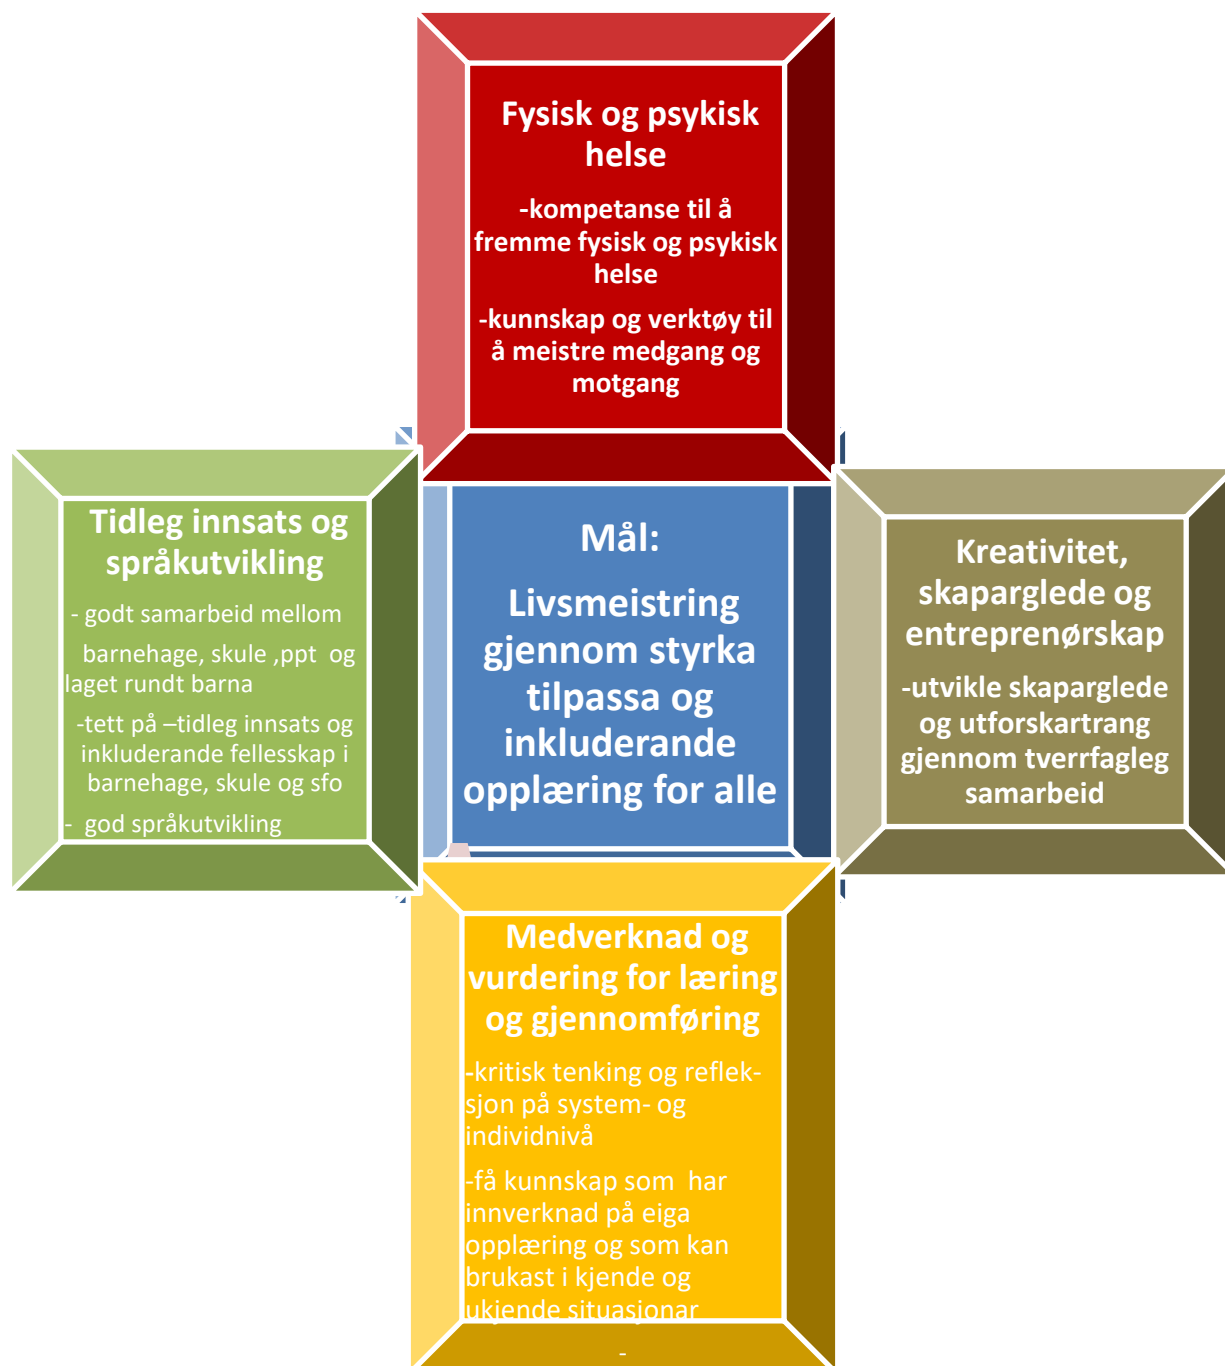 Fysisk og psykisk
helse
-kompetanse til å
fremme fysisk og psykisk
helse
-kunnskap og verktøy til
å meistre medgang og
motgang
Tidleg innsats og
språkutvikling
- godt samarbeid mellom
barnehage, skule ,ppt og
laget rundt barna
-tett på –tidleg innsats og
inkluderande fellesskap i
barnehage, skule og sfo
- god språkutvikling
Mål:
Livsmeistring
gjennom styrka
tilpassa og
inkluderande
opplæring for alle
Kreativitet,
skaparglede og
entreprenørskap
-utvikle skaparglede
og utforskartrang
gjennom tverrfagleg
samarbeid
Medverknad og
vurdering for læring
og gjennomføring
-kritisk tenking og reflek-
sjon på system- og
individnivå
-få kunnskap som har
innverknad på eiga
opplæring og som kan
brukast i kjende og
ukjende situasjonar
-